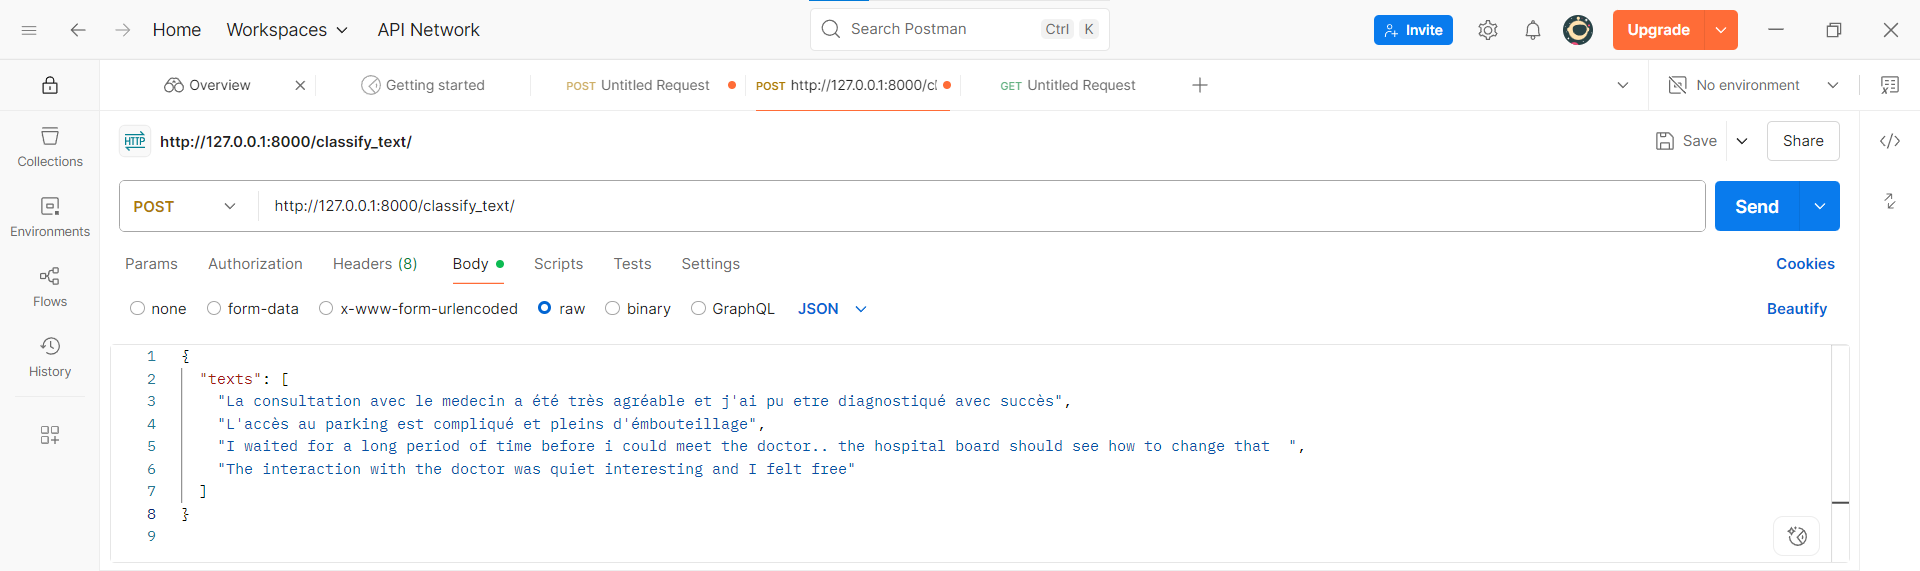 Home Workspaces API Network Search Postman Ctrl K Invite Upgrade
Overview Getting started POST Untitled Request POST http://127.0.0.1:8000/cl GET Untitled Request No environment
HTTP http://127.0.0.1:8000/classify_text/ Save Share
Collections
POST http://127.0.0.1:8000/classify_text/ Send
Environments
Params Authorization Headers (8) Body Scripts Tests Settings Cookies
Flows
none form-data x-www-form-urlencoded raw binary GraphQL JSON Beautify
History
1 {
2 "texts": [
3 "La consultation avec le medecin a été très agréable et j'ai pu etre diagnostiqué avec succès",
4 "L'accès au parking est compliqué et pleins d'émbouteillage",
5 "I waited for a long period of time before i could meet the doctor.. the hospital board should see how to change that  ",
6 "The interaction with the doctor was quiet interesting and I felt free"
7 ]
8 }
9